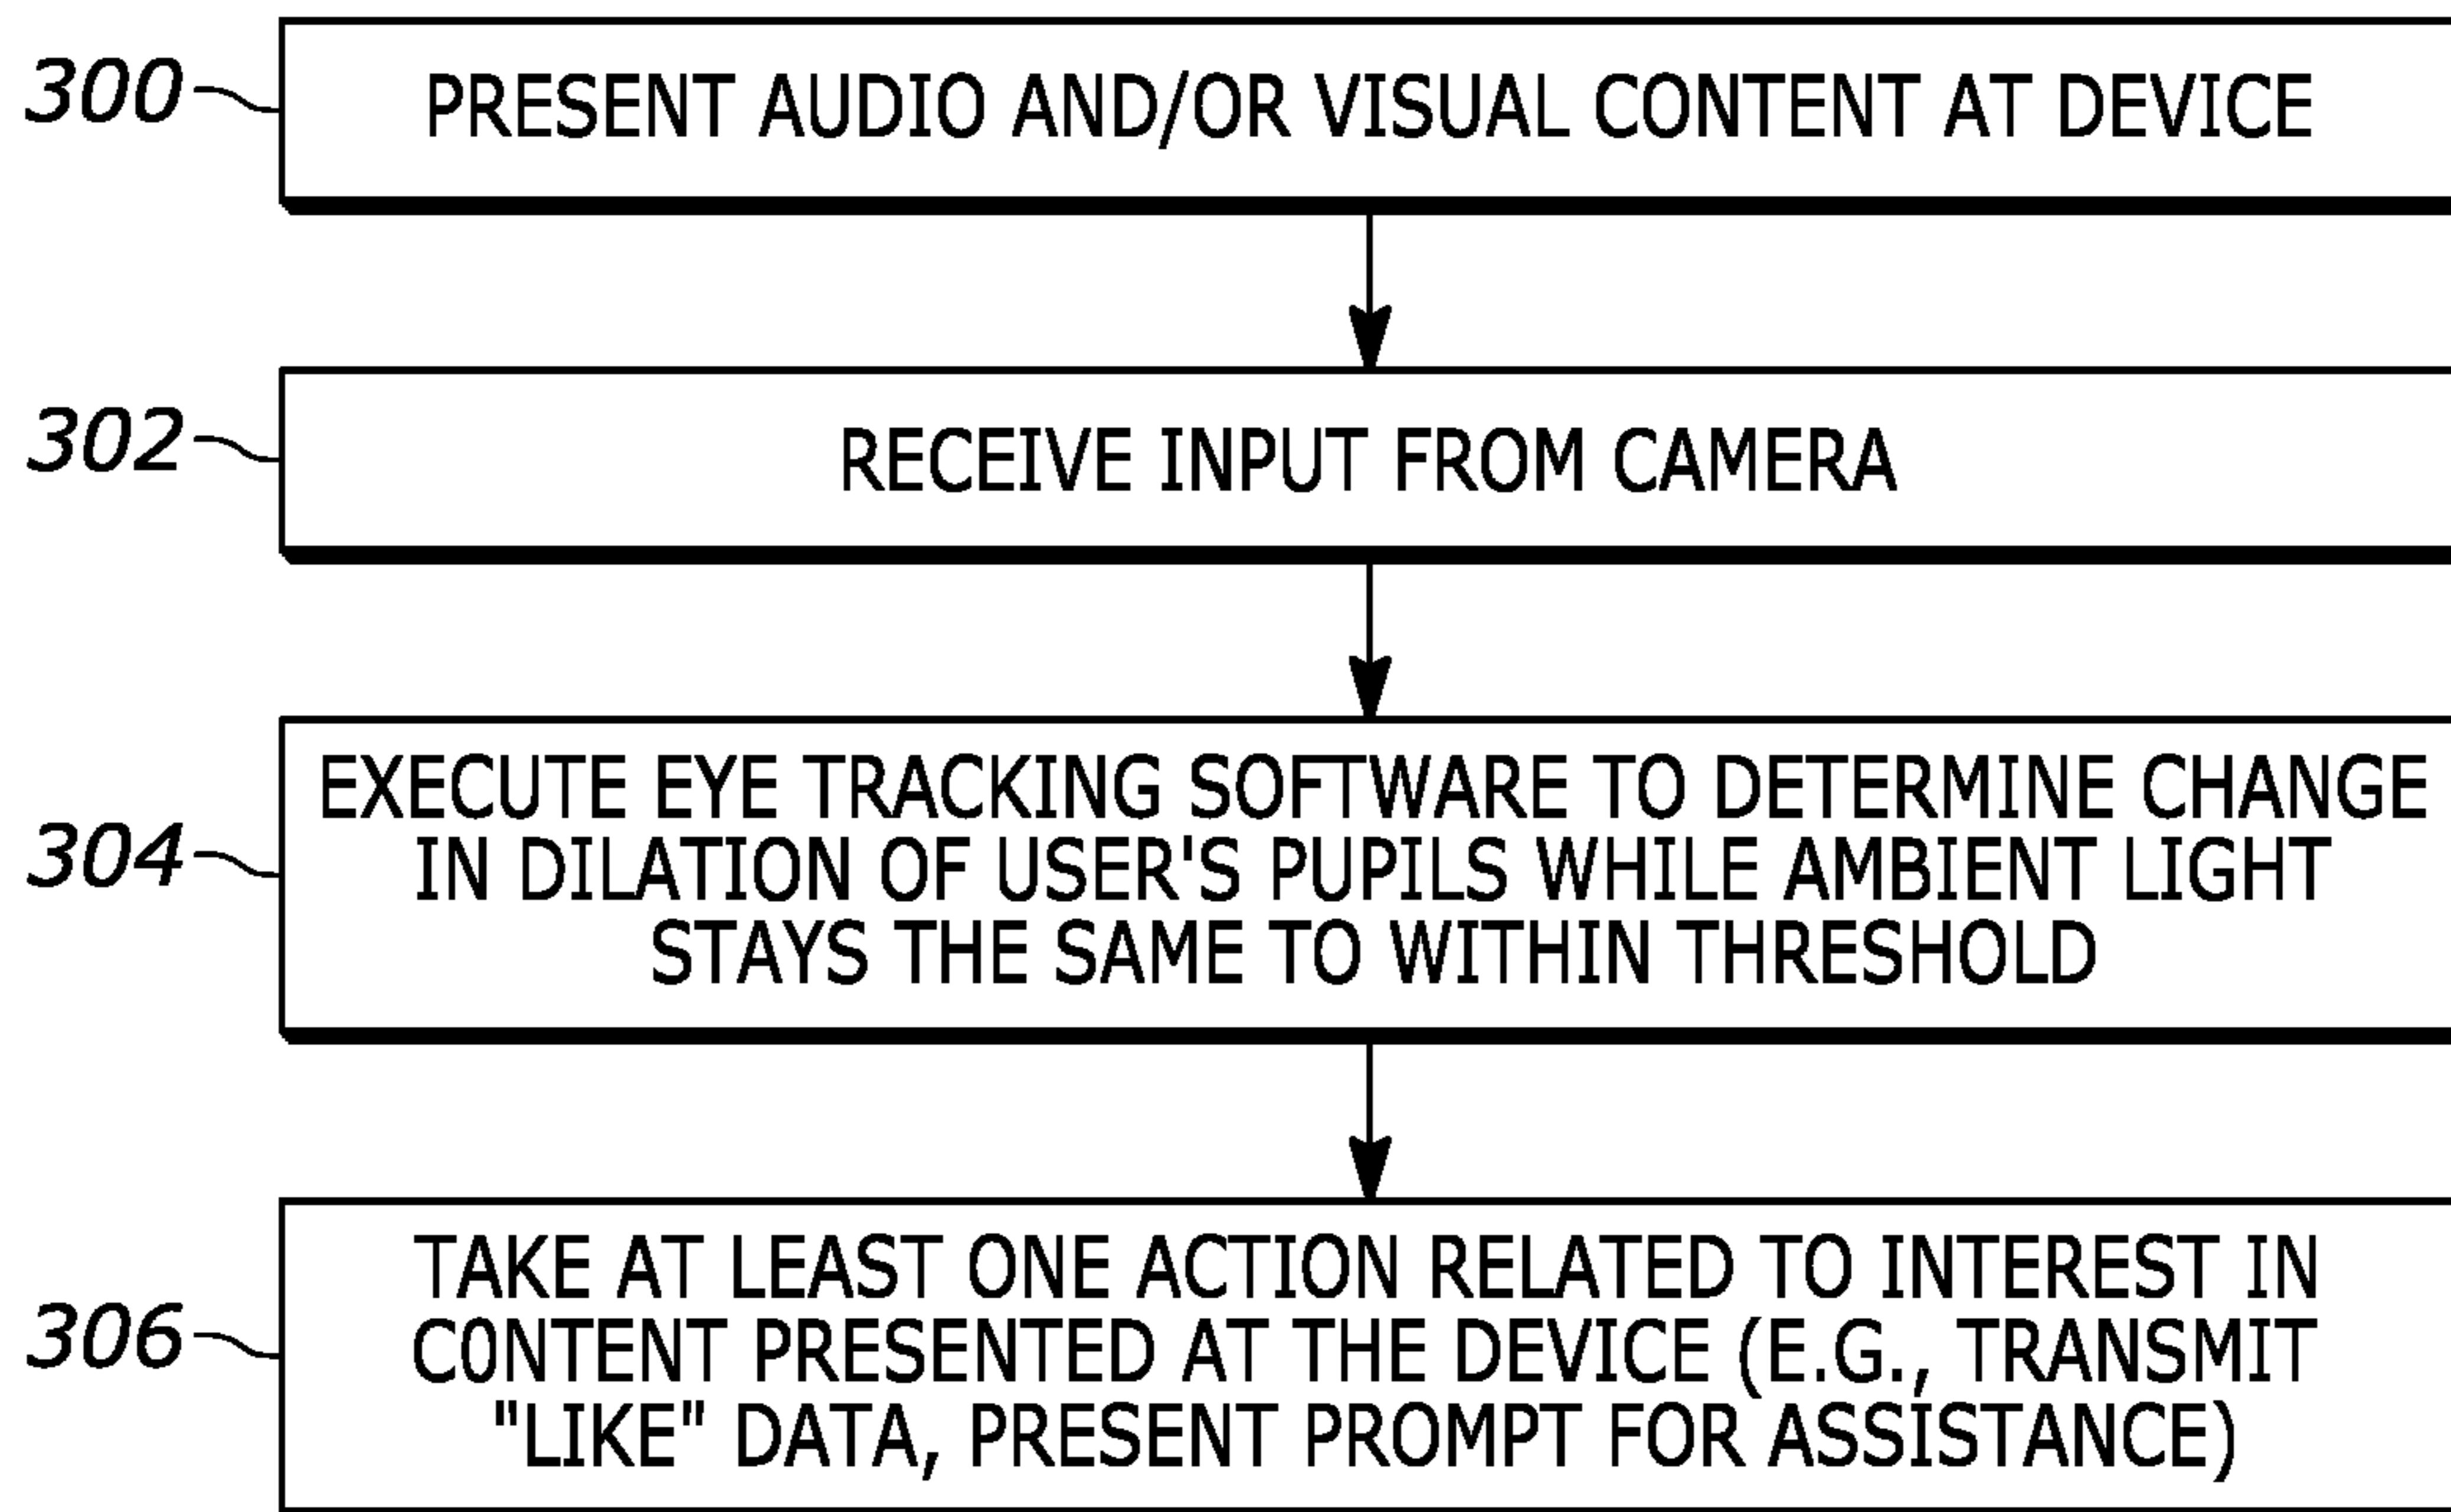 300
PRESENT AUDIO AND/OR VISUAL CONTENT AT DEVICE
302
RECEIVE INPUT FROM CAMERA
304
EXECUTE EYE TRACKING SOFTWARE TO DETERMINE CHANGE
IN DILATION OF USER'S PUPILS WHILE AMBIENT LIGHT
STAYS THE SAME TO WITHIN THRESHOLD
306
TAKE AT LEAST ONE ACTION RELATED TO INTEREST IN
CONTENT PRESENTED AT THE DEVICE (E.G., TRANSMIT
"LIKE" DATA, PRESENT PROMPT FOR ASSISTANCE)